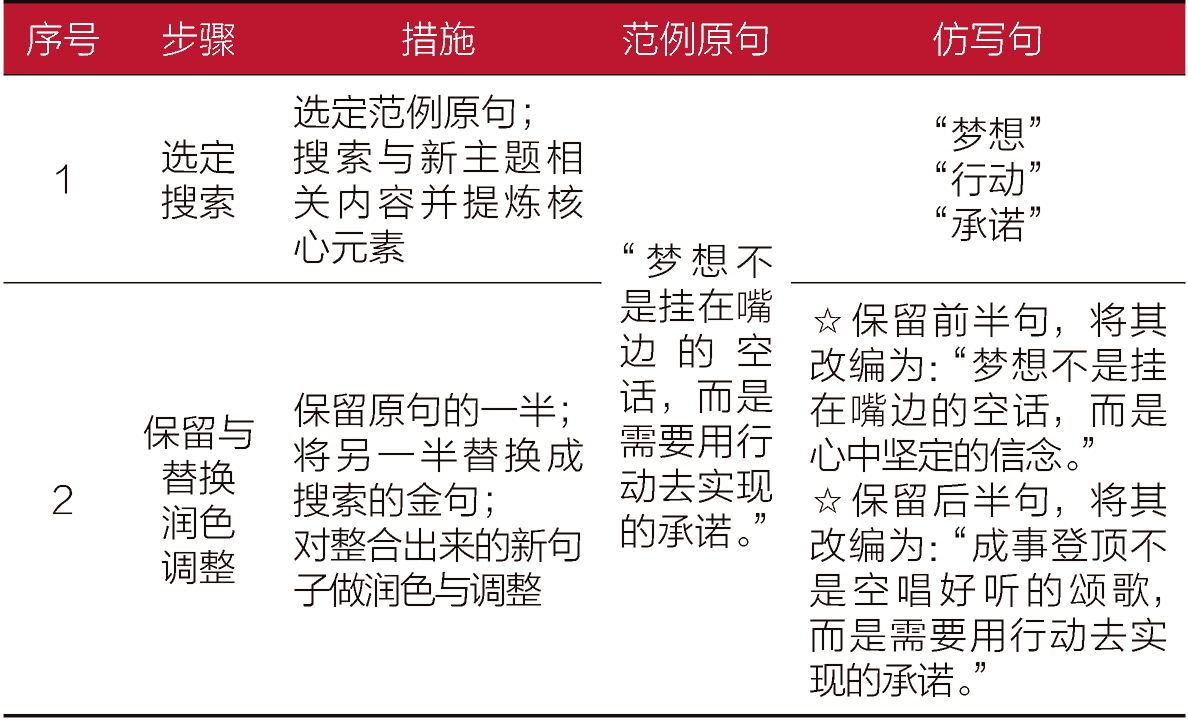 序号 步骤 措施 范例原句 仿写句
1
选定
搜索
选定范例原句；
搜索与新主题相
关内容并提炼核
心元素
“梦想不
是挂在嘴
边的空
话，而是
需要用行
动去实现
的承诺。”
“梦想”
“行动”
“承诺”
2
保留与
替换
润色
调整
保留原句的一半；
将另一半替换成
搜索的金句；
对整合出来的新句
子做润色与调整
☆保留前半句，将其
改编为：“梦想不是挂
在嘴边的空话，而是
心中坚定的信念。”
☆保留后半句，将其
改编为：“成事登顶不
是空唱好听的颂歌，
而是需要用行动去实
现的承诺。”